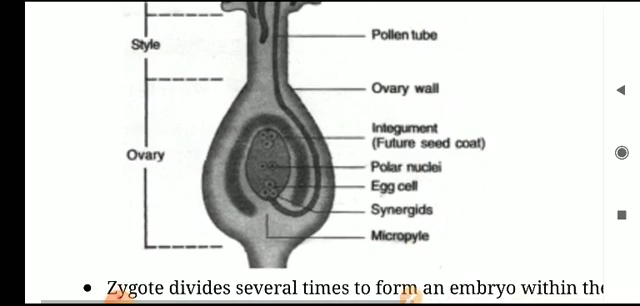 Pollen tube
Style
Ovary wall
Integument
(Future seed coat)
Ovary
Polar nuclei
Egg cell
Synergids
Micropyle
• Zygote divides several times to form an embryo within the